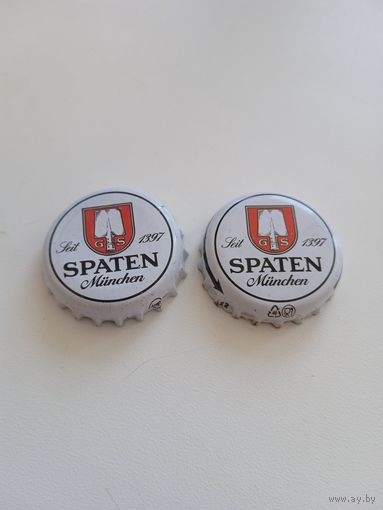 G S
Seit 1397
SPATEN
München
G S
Seit 1397
SPATEN
München
www.ay.by